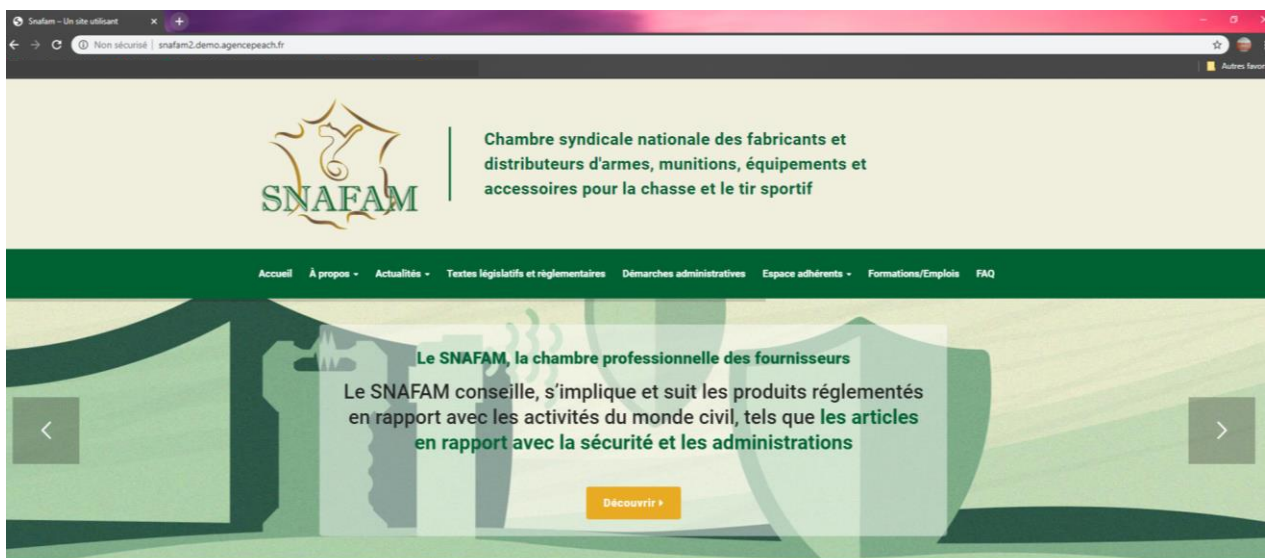 Snafam – Un site utilisant
Non sécurisé | snafam2.demo.agencepeach.fr
Autres favor
SNAFAM
Chambre syndicale nationale des fabricants et
distributeurs d'armes, munitions, équipements et
accessoires pour la chasse et le tir sportif
Accueil À propos Actualités Textes législatifs et règlementaires Démarches administratives Espace adhérents Formations/Emplois FAQ
Le SNAFAM, la chambre professionnelle des fournisseurs
Le SNAFAM conseille, s'implique et suit les produits réglementés
en rapport avec les activités du monde civil, tels que les articles
en rapport avec la sécurité et les administrations
Découvrir